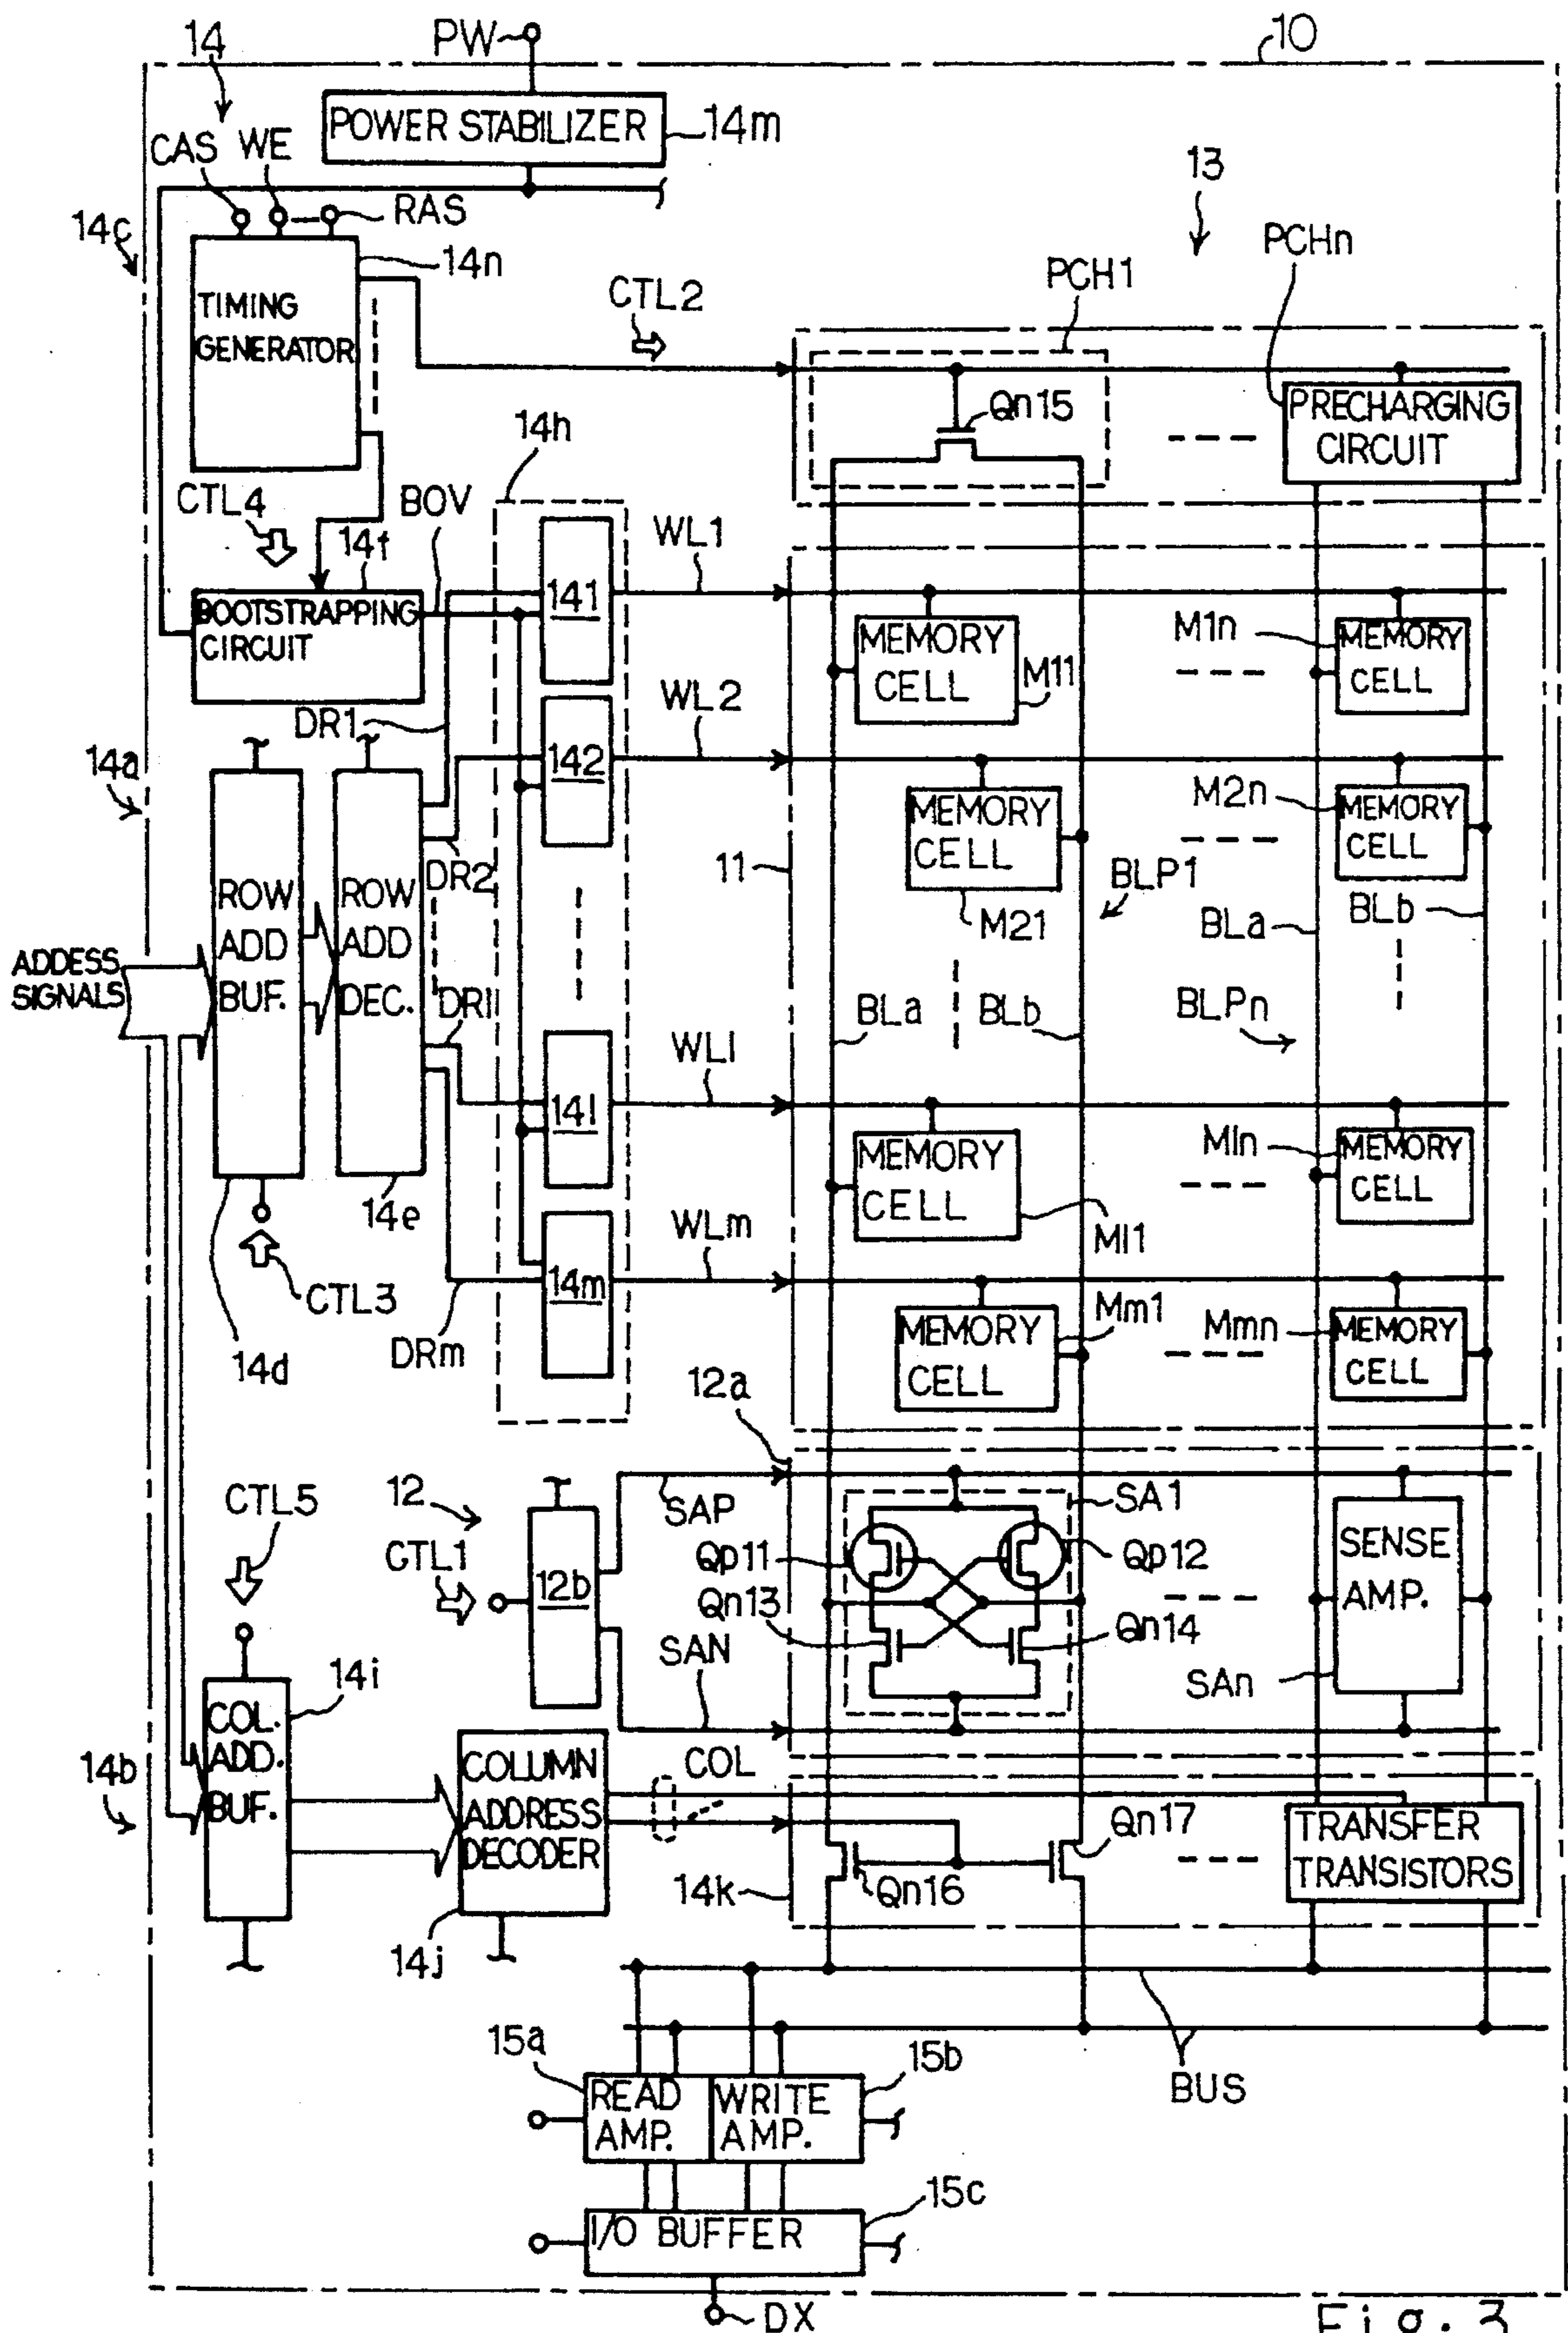 PW
10
14
POWER STABILIZER
14m
CAS
WE
RAS
13
14c
14n
PCHn
PCH1
CTL2
TIMING
GENERATOR
Qn15
PRECHARGING
CIRCUIT
14h
CTL4
BOV
14f
WL1
141
BOOTSTRAPPING
CIRCUIT
MEMORY
CELL
M11
M1n
MEMORY
CELL
DR1
WL2
142
14a
M2n
MEMORY
CELL
MEMORY
CELL
11
BLP1
DR2
M21
BLa
BLb
ROW
ADD
BUF.
ROW
ADD
DEC.
ADDESS
SIGNALS
DRl
BLa
BLb
BLPn
WLl
14l
MEMORY
CELL
Mln
MEMORY
CELL
14e
Ml1
WLm
14m
CTL3
Mm1
Mmn
MEMORY
CELL
MEMORY
CELL
14d
DRm
12a
CTL5
12
SAP
SA1
CTL1
12b
Qp11
Qp12
SENSE
AMP.
Qn13
Qn14
SAN
SAn
14i
COL.
ADD.
BUF.
14b
COLUMN
ADDRESS
DECODER
COL
Qn17
TRANSFER
TRANSISTORS
14k
Qn16
14j
15a
15b
BUS
READ
AMP.
WRITE
AMP.
15c
I/O BUFFER
DX
Fig. 3